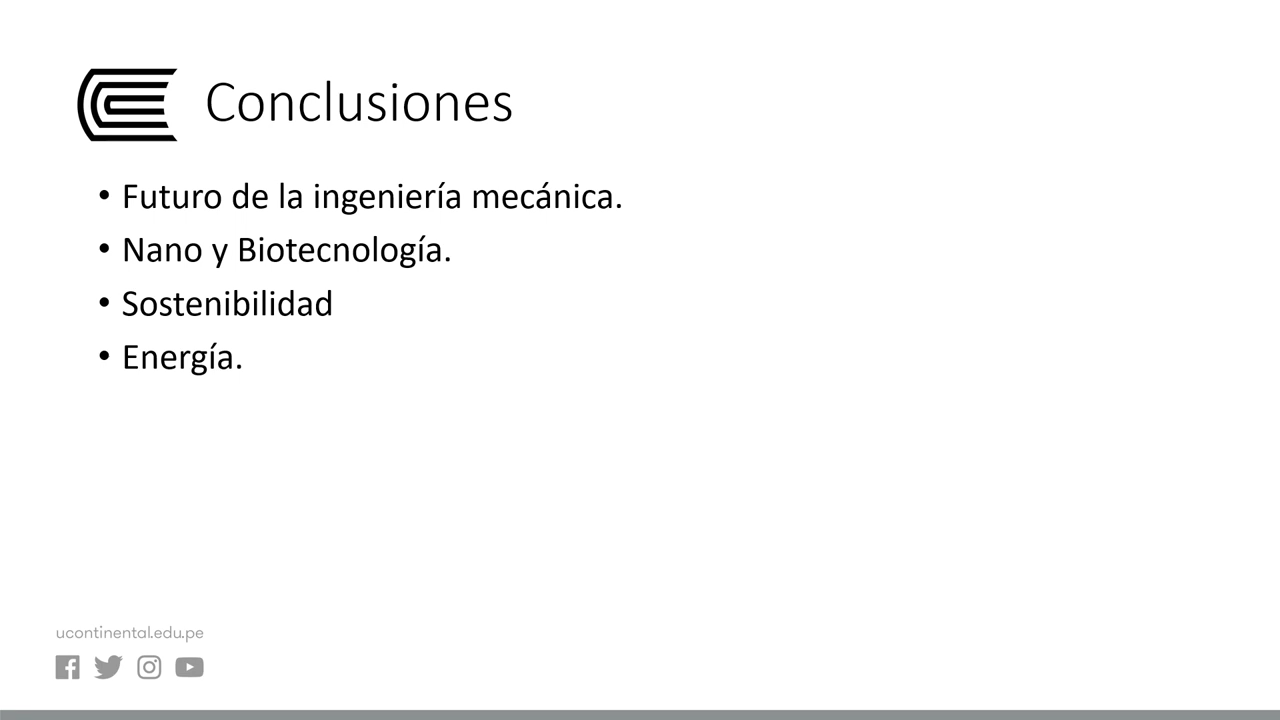 Conclusiones
• Futuro de la ingeniería mecánica.
• Nano y Biotecnología.
• Sostenibilidad
• Energía.
ucontinental.edu.pe